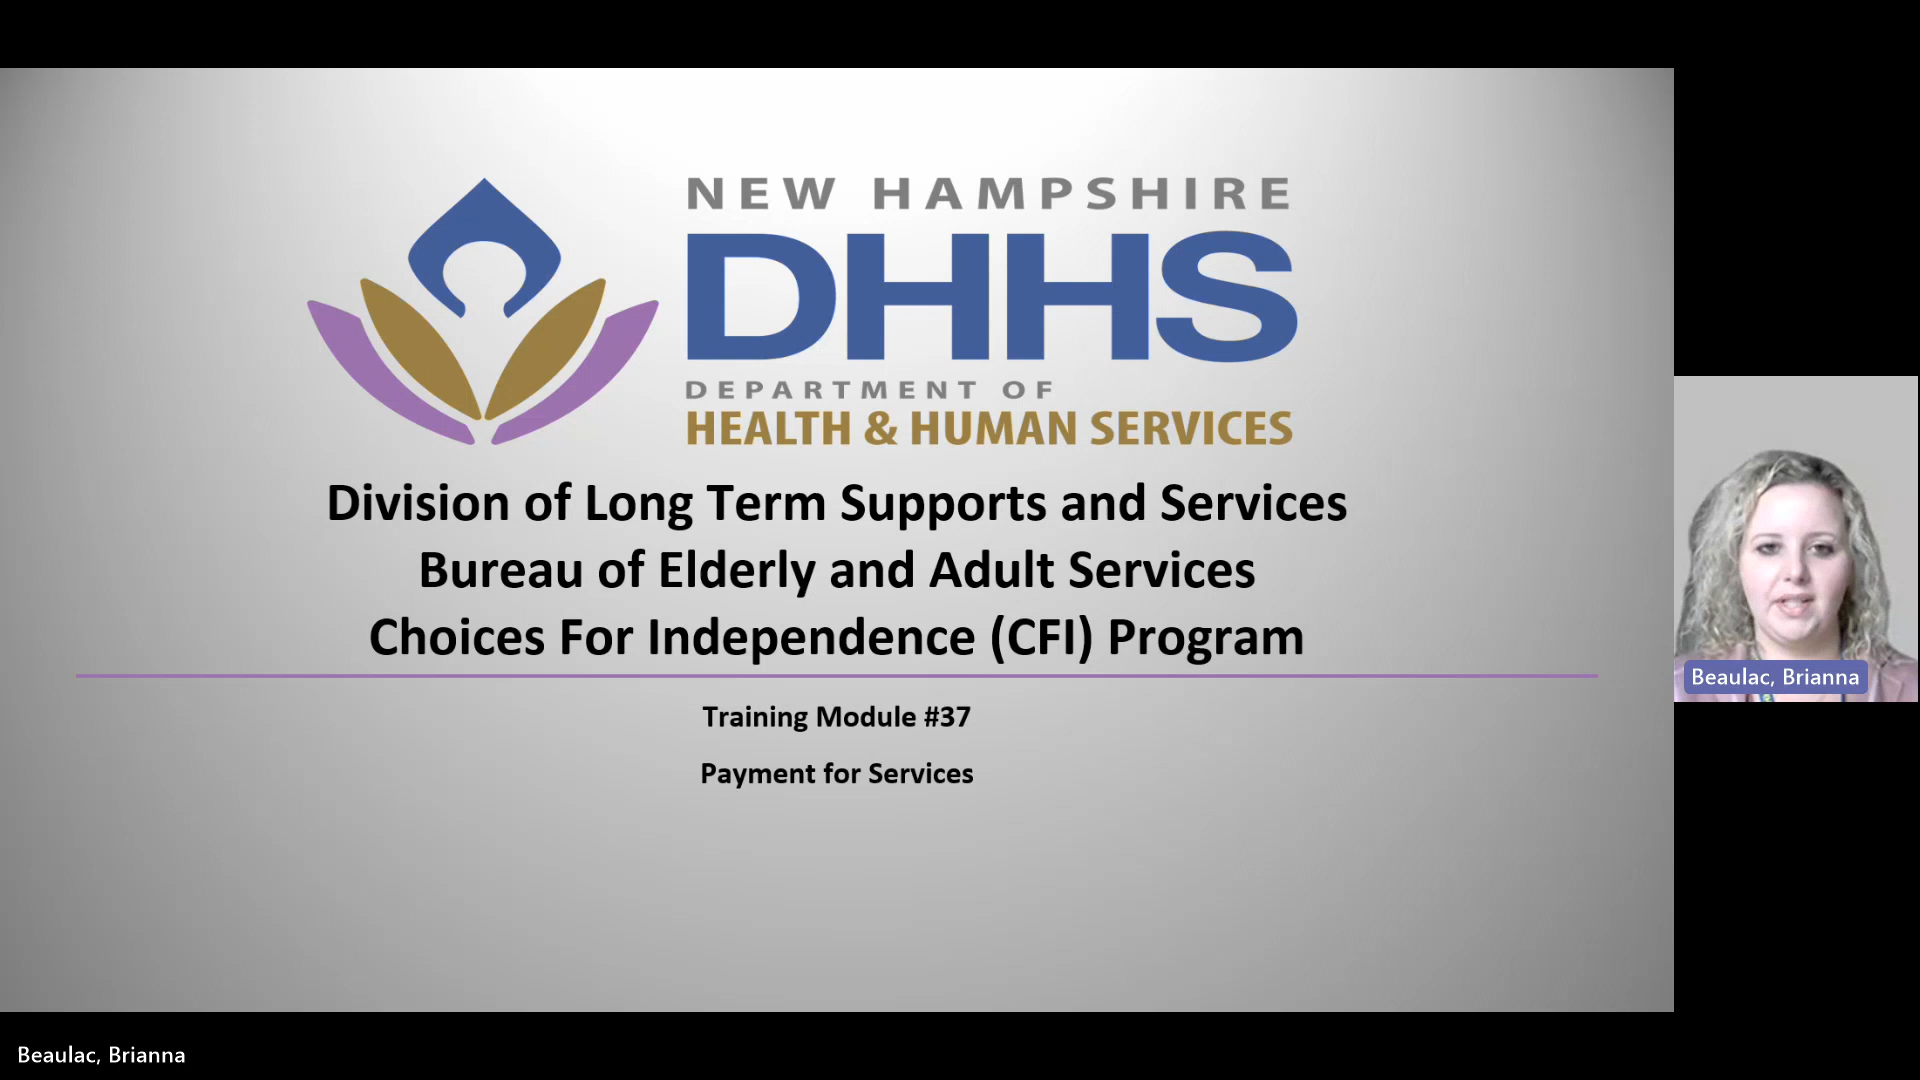 NEW HAMPSHIRE
DHHS
DEPARTMENT OF
HEALTH & HUMAN SERVICES
Division of Long Term Supports and Services
Bureau of Elderly and Adult Services
Choices For Independence (CFI) Program
Training Module #37
Payment for Services
Beaulac, Brianna
Beaulac, Brianna